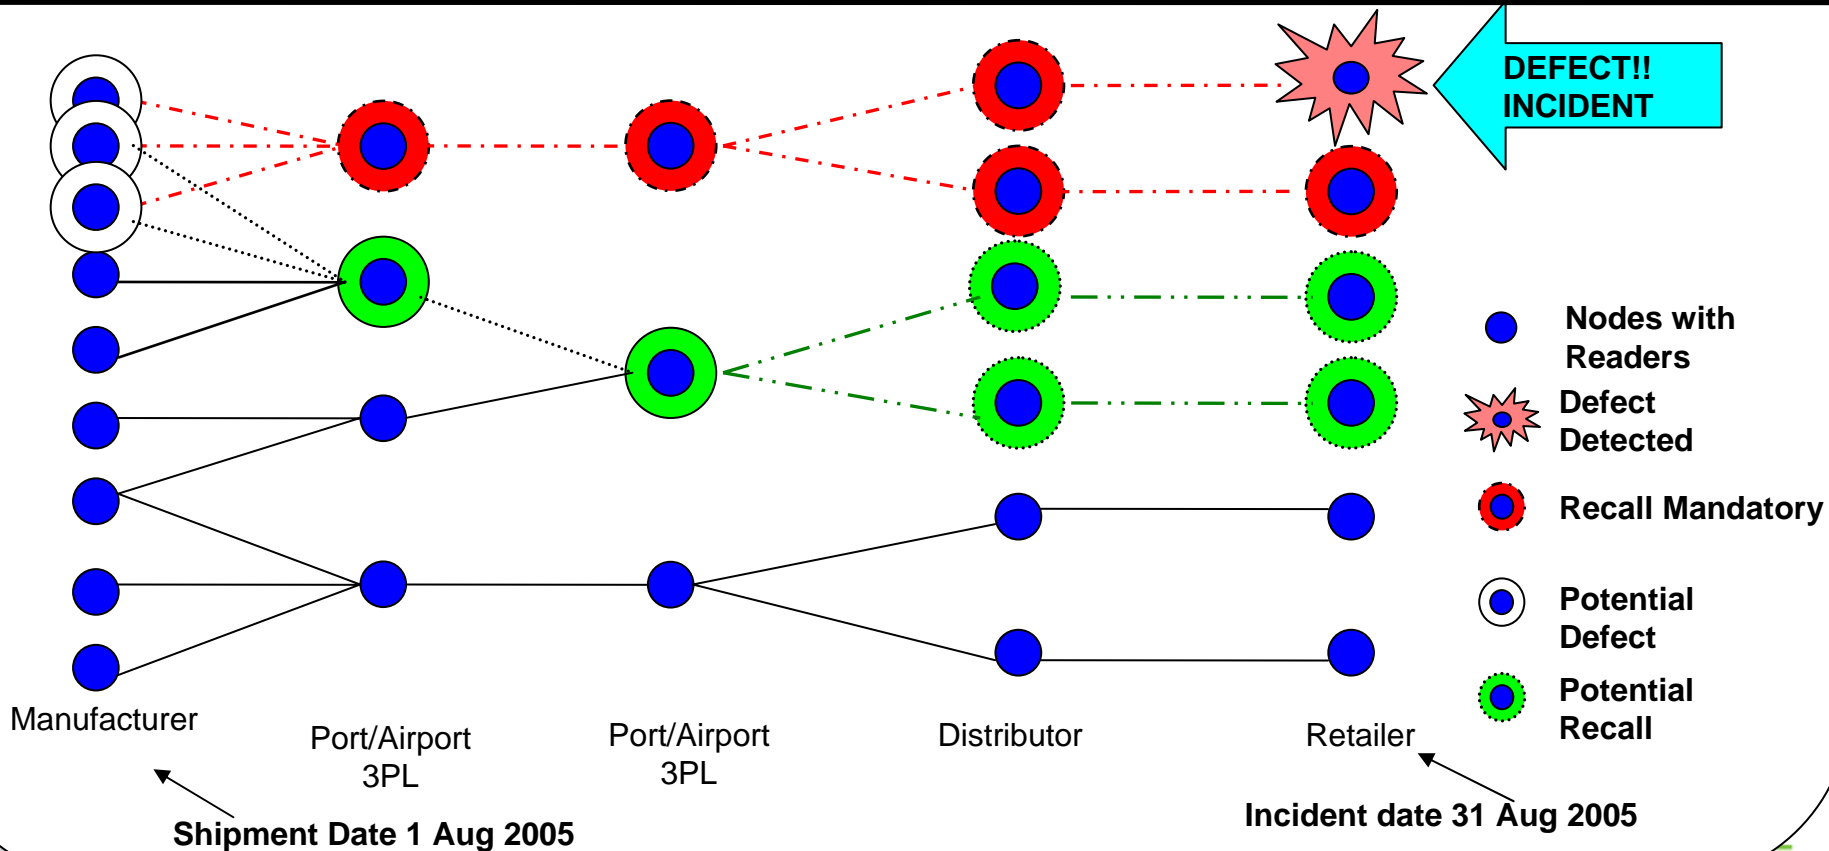 DEFECT!!
INCIDENT
Nodes with
Readers
Defect
Detected
Recall Mandatory
Potential
Defect
Potential
Recall
Manufacturer
Port/Airport
3PL
Port/Airport
3PL
Distributor
Retailer
Shipment Date 1 Aug 2005
Incident date 31 Aug 2005